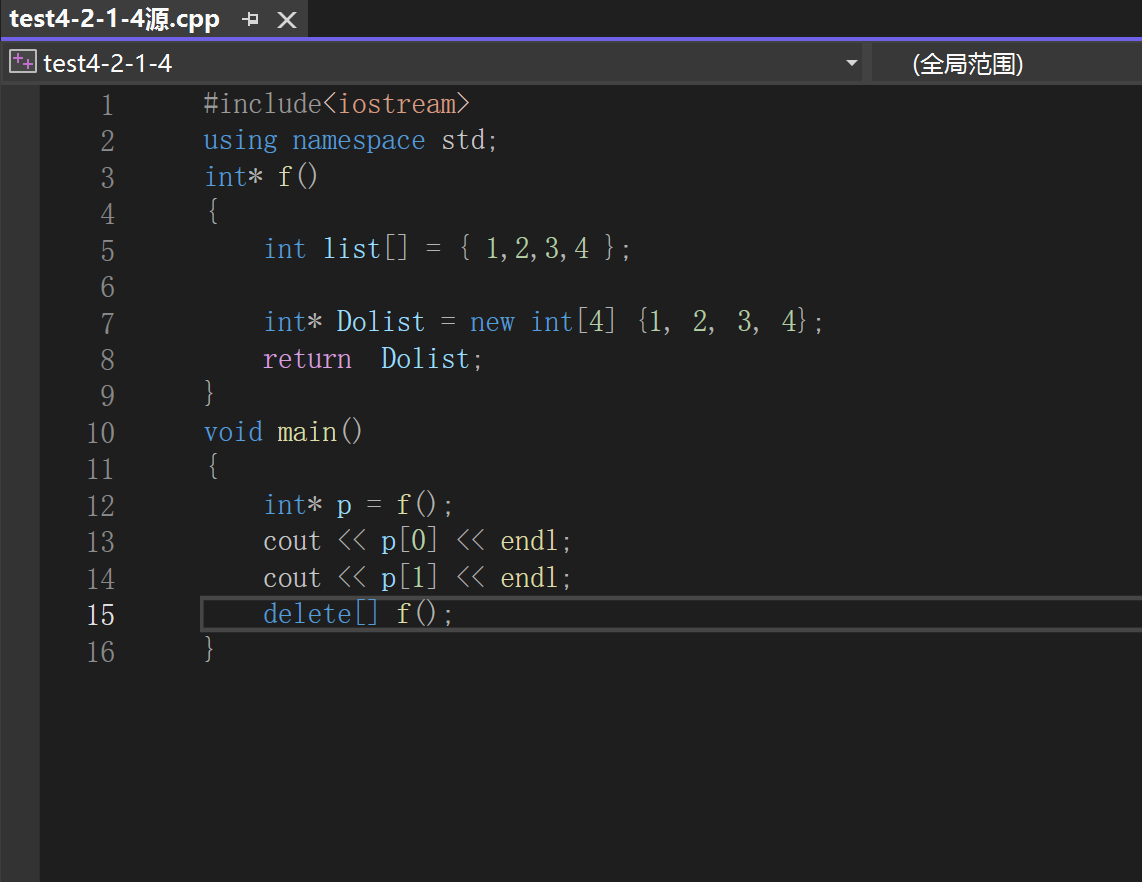 test4-2-1-4源.cpp
test4-2-1-4 (全局范围)
1 #include<iostream>
2 using namespace std;
3 int* f()
4 {
5     int list[] = { 1,2,3,4 };
6
7     int* Dolist = new int[4] {1, 2, 3, 4};
8     return  Dolist;
9 }
10 void main()
11 {
12     int* p = f();
13     cout << p[0] << endl;
14     cout << p[1] << endl;
15     delete[] f();
16 }